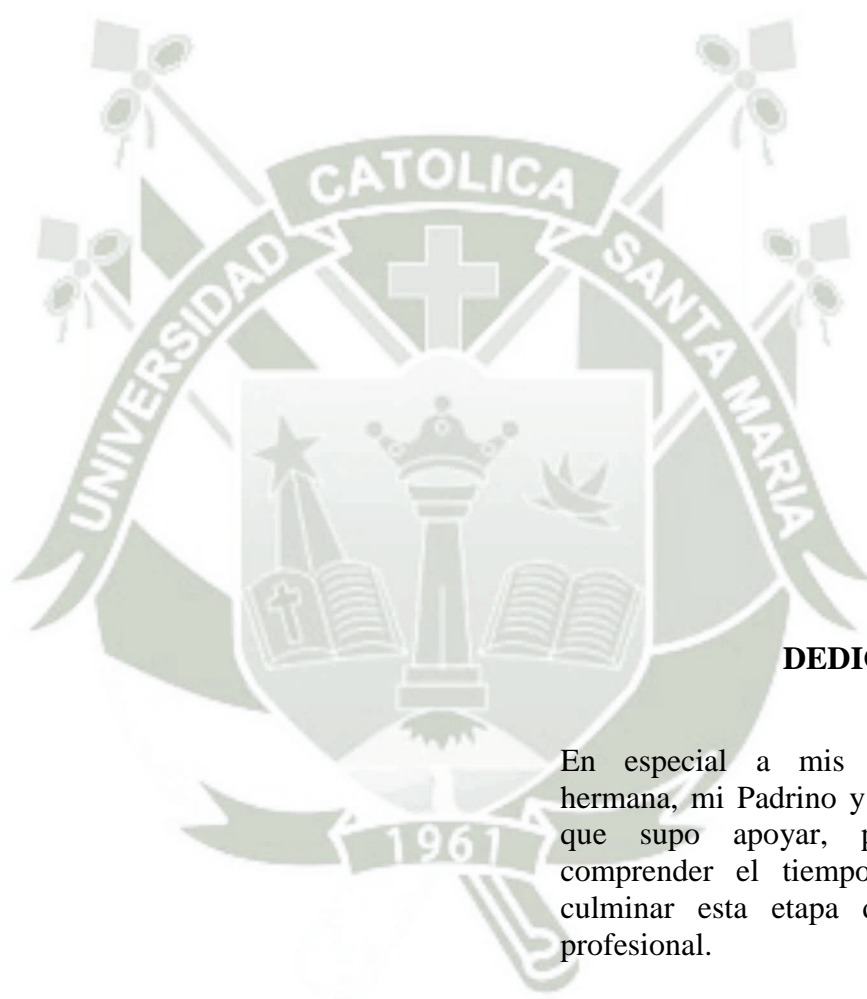 CATOLICA
UNIVERSIDAD
SANTA MARIA
1961
En especial a mis
hermana, mi Padrino y
que supo apoyar,
comprender el tiempo
culminar esta etapa
profesional.